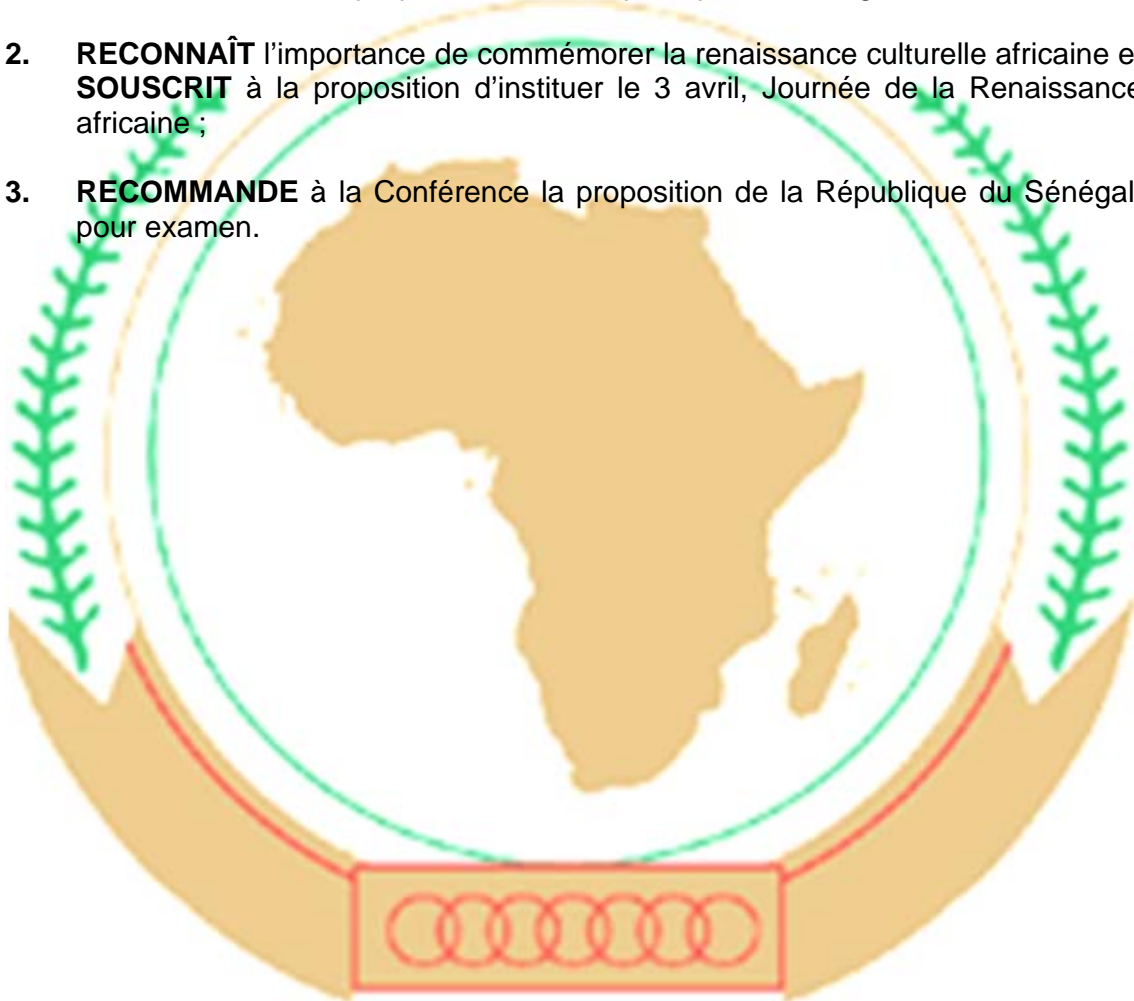 2. RECONNAÎT l’importance de commémorer la renaissance culturelle africaine e
SOUSCRIT à la proposition d’instituer le 3 avril, Journée de la Renaissance
africaine ;
3. RECOMMANDE à la Conférence la proposition de la République du Sénégal
pour examen.